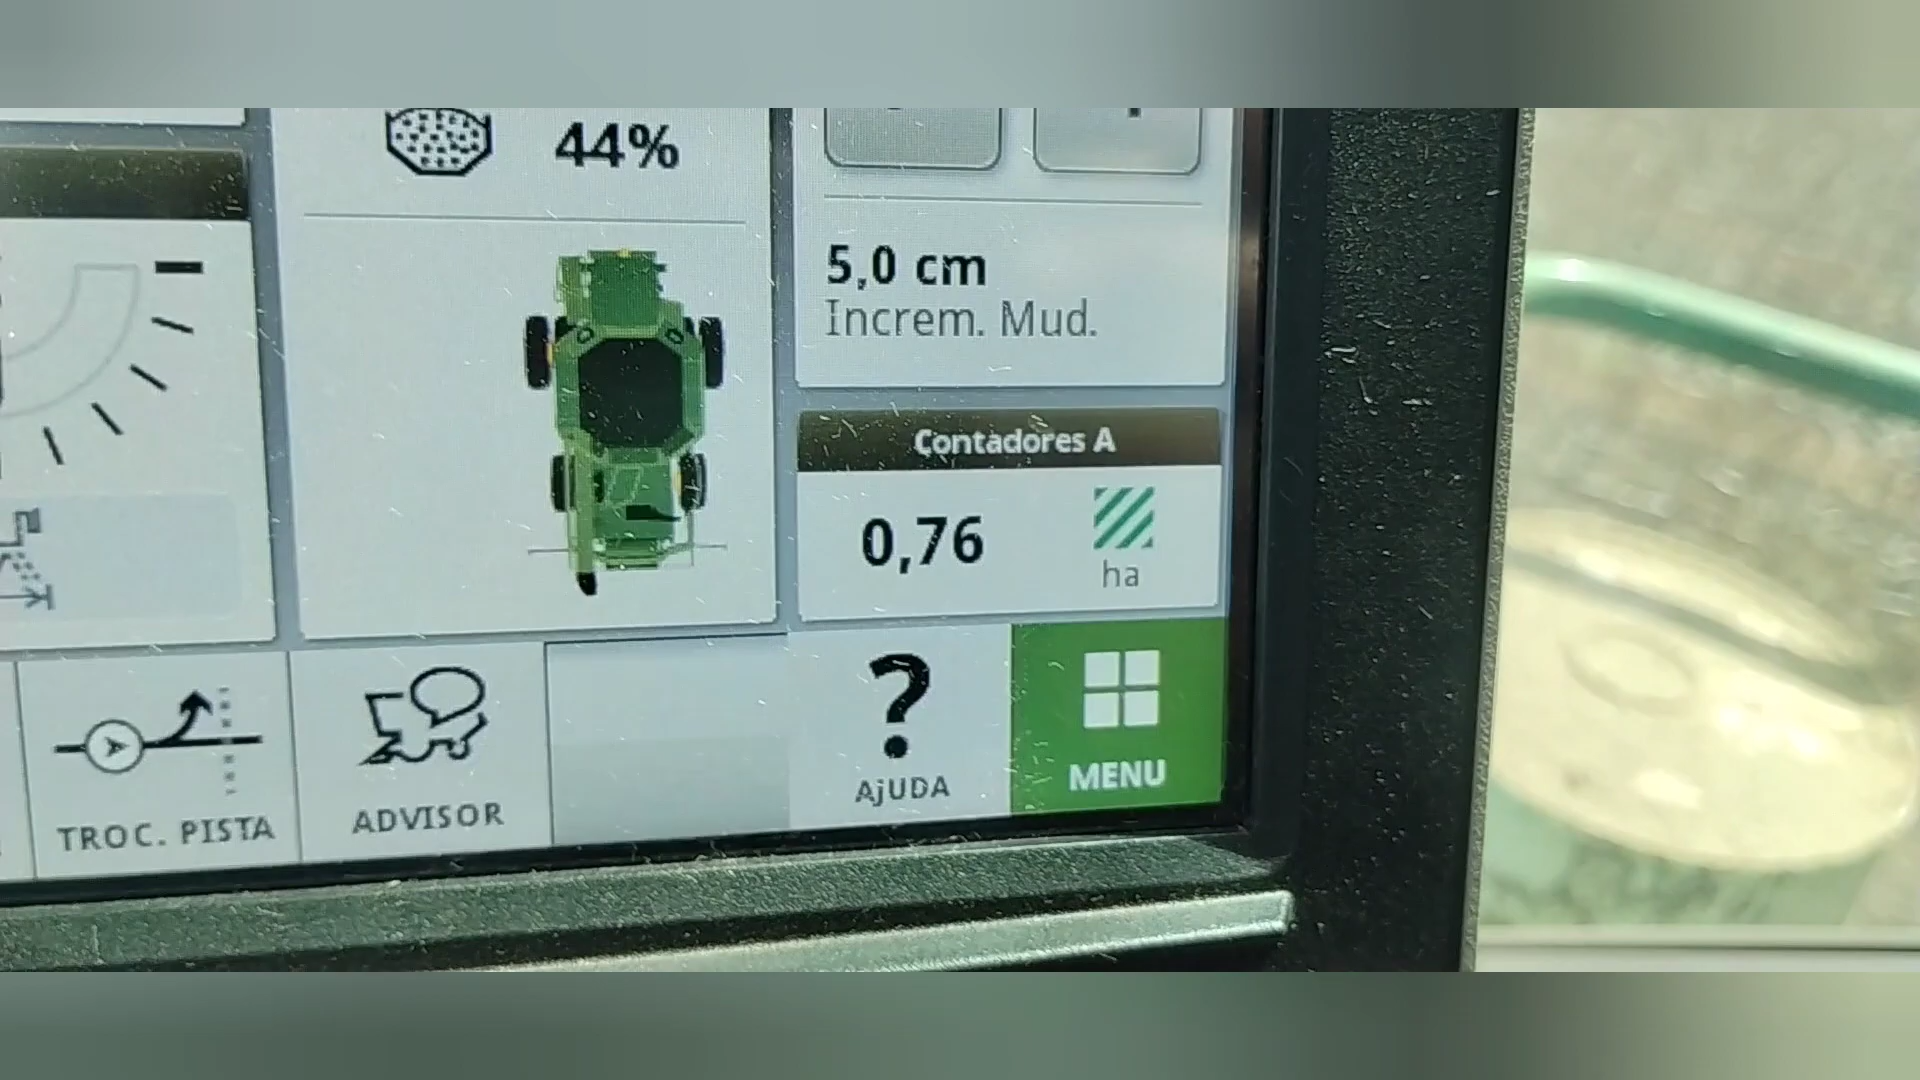 44%
5,0 cm
Increm. Mud.
Contadores A
0,76
ha
TROC. PISTA
ADVISOR
AjUDA
MENU